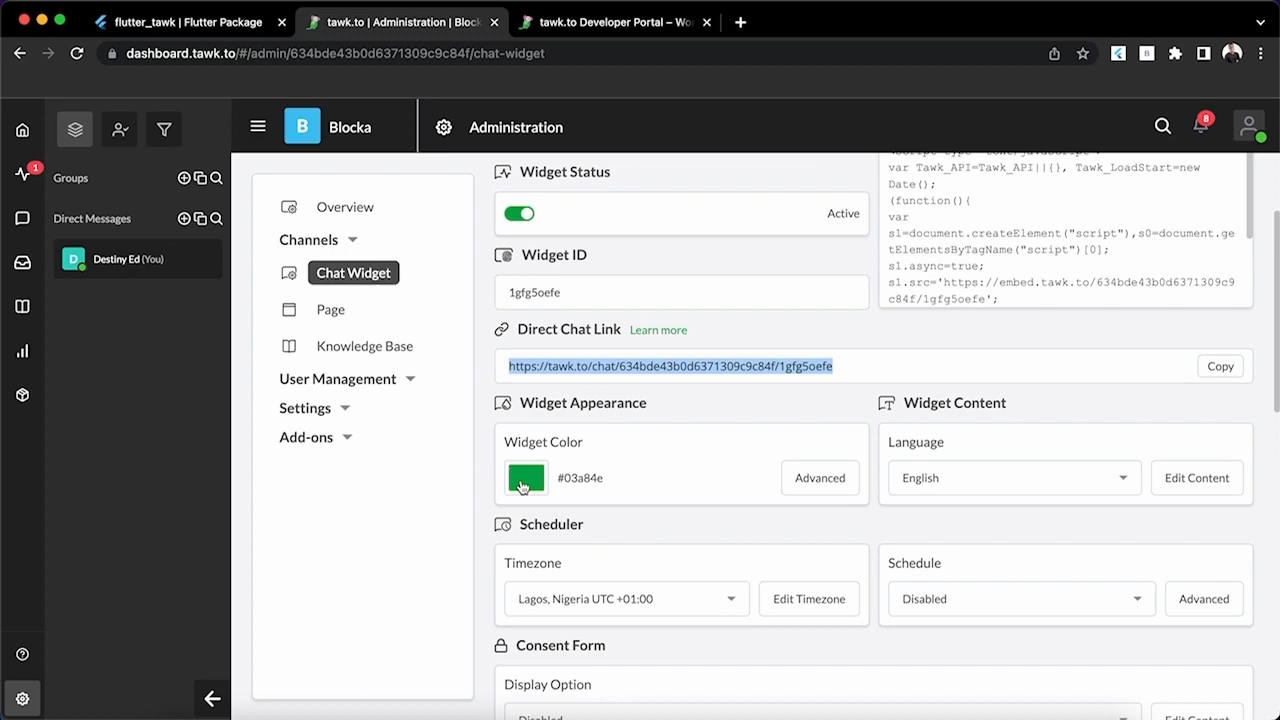 flutter_tawk | Flutter Package
tawk.to | Administration | Block
tawk.to Developer Portal – Wo
dashboard.tawk.to/#/admin/634bde43b0d6371309c9c84f/chat-widget
B
Blocka
Administration
8
1
Groups
Direct Messages
D
Destiny Ed (You)
Overview
Channels
Chat Widget
Page
Knowledge Base
User Management
Settings
Add-ons
Widget Status
Active
Widget ID
1gfg5oefe
<script type="text/javascript">
var Tawk_API=Tawk_API||{}, Tawk_LoadStart=new
Date();
(function(){
var
s1=document.createElement("script"),s0=document.ge
tElementsByTagName("script")[0];
s1.async=true;
s1.src='https://embed.tawk.to/634bde43b0d6371309c9
c84f/1gfg5oefe';
Direct Chat Link Learn more
https://tawk.to/chat/634bde43b0d6371309c9c84f/1gfg5oefe
Copy
Widget Appearance
Widget Color
#03a84e
Advanced
Widget Content
Language
English
Edit Content
Scheduler
Timezone
Lagos, Nigeria UTC +01:00
Edit Timezone
Schedule
Disabled
Advanced
Consent Form
Display Option
Disabled
Edit Content